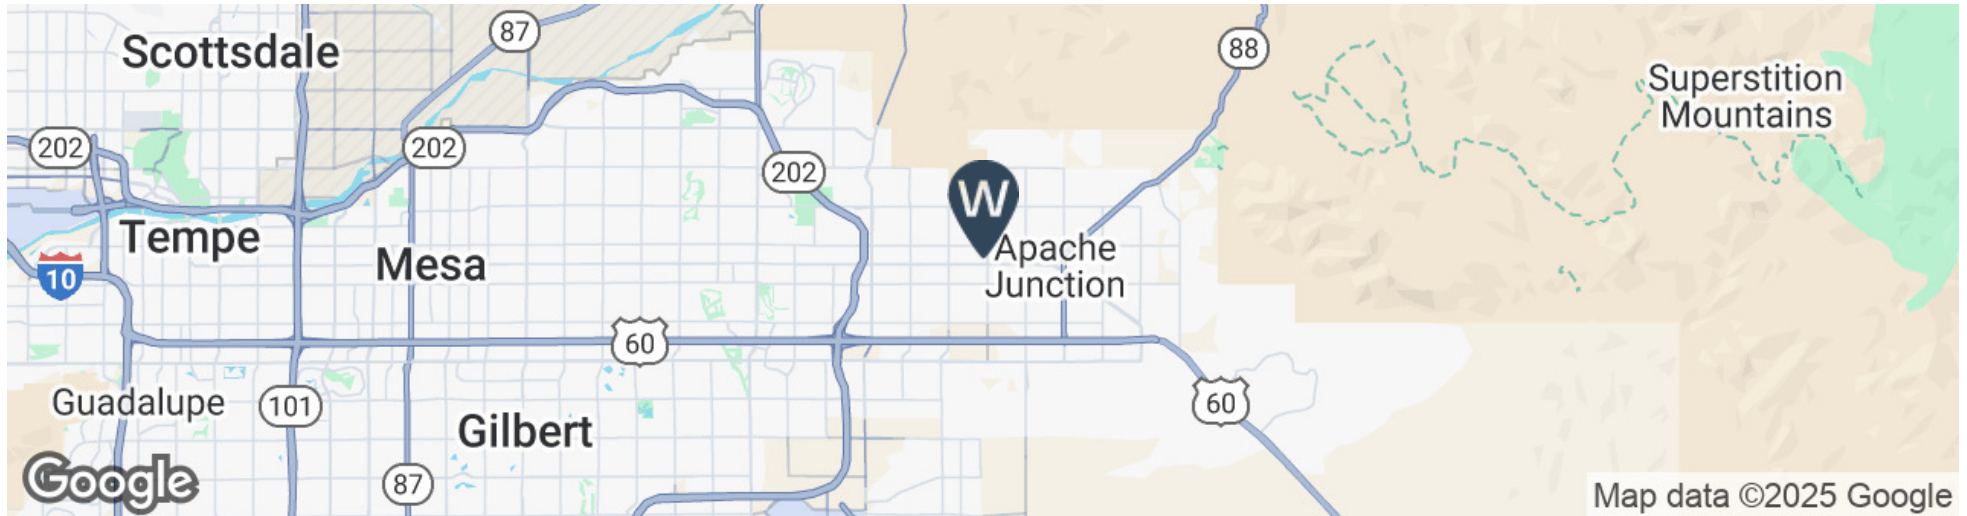 87
88
Scottsdale
Superstition
Mountains
202
202
202
W
Tempe
Apache
Junction
Mesa
10
60
60
Guadalupe
101
Gilbert
87
Google
Map data ©2025 Google